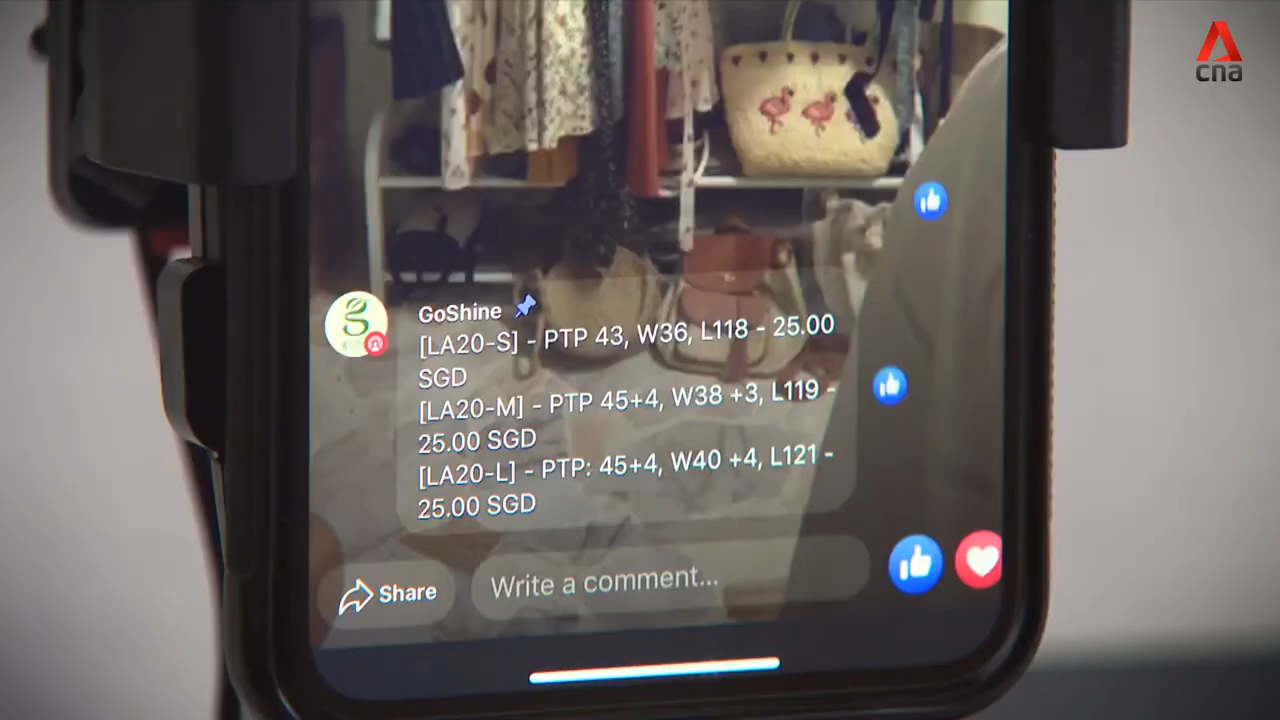 cna
GoShine
[LA20-S] - PTP 43, W36, L118 - 25.00
SGD
[LA20-M] - PTP 45+4, W38 +3, L119 -
25.00 SGD
[LA20-L] - PTP: 45+4, W40 +4, L121 -
25.00 SGD
Share
Write a comment...